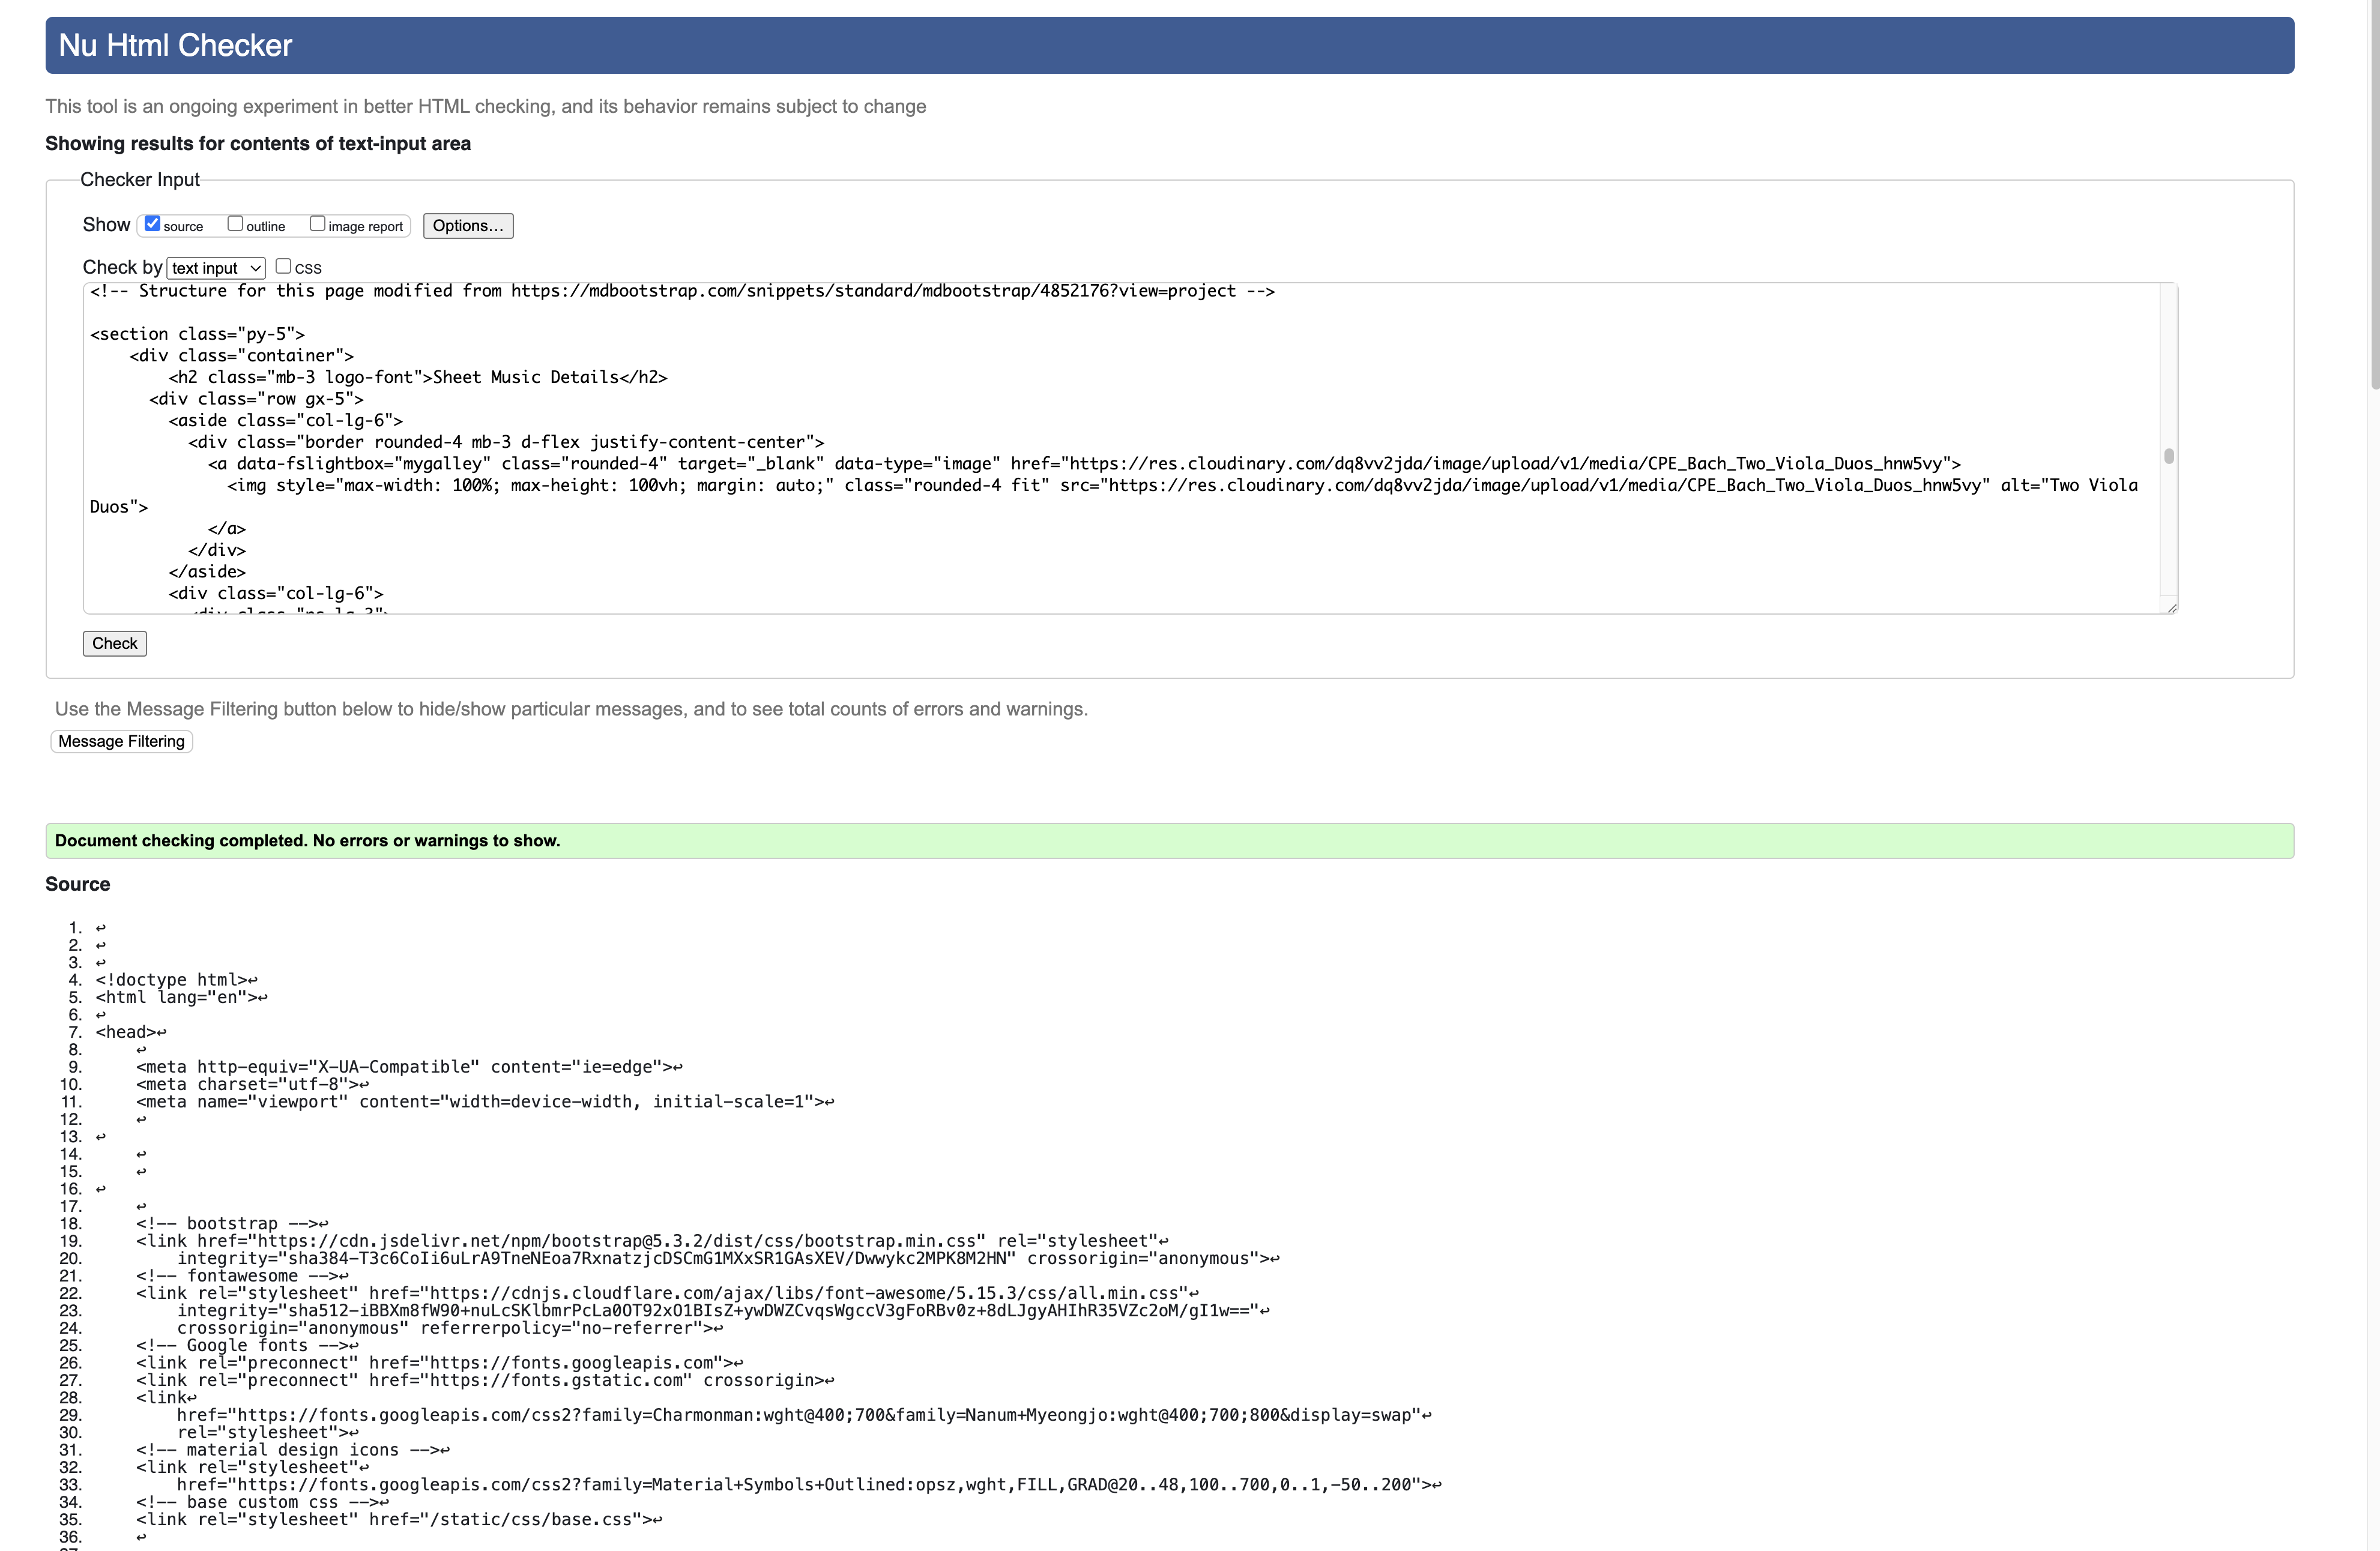 Nu Html Checker
This tool is an ongoing experiment in better HTML checking, and its behavior remains subject to change
Showing results for contents of text-input area
Checker Input
Show source outline image report Options…
Check by text input CSS
<!-- Structure for this page modified from https://mdbootstrap.com/snippets/standard/mdbootstrap/4852176?view=project -->
<section class="py-5">
<div class="container">
<h2 class="mb-3 logo-font">Sheet Music Details</h2>
<div class="row gx-5">
<aside class="col-lg-6">
<div class="border rounded-4 mb-3 d-flex justify-content-center">
<a data-fslightbox="mygalley" class="rounded-4" target="_blank" data-type="image" href="https://res.cloudinary.com/dq8vv2jda/image/upload/v1/media/CPE_Bach_Two_Viola_Duos_hnw5vy">
<img style="max-width: 100%; max-height: 100vh; margin: auto;" class="rounded-4 fit" src="https://res.cloudinary.com/dq8vv2jda/image/upload/v1/media/CPE_Bach_Two_Viola_Duos_hnw5vy" alt="Two Viola
Duos">
</a>
</div>
</aside>
<div class="col-lg-6">
<div class="ps-lg-3">
Check
Use the Message Filtering button below to hide/show particular messages, and to see total counts of errors and warnings.
Message Filtering
Document checking completed. No errors or warnings to show.
Source
1. ↩
2. ↩
3. ↩
4. <!doctype html>↩
5. <html lang="en">↩
6. ↩
7. <head>↩
8. ↩
9. <meta http-equiv="X-UA-Compatible" content="ie=edge">↩
10. <meta charset="utf-8">↩
11. <meta name="viewport" content="width=device-width, initial-scale=1">↩
12. ↩
13. ↩
14. ↩
15. ↩
16. ↩
17. ↩
18. <!-- bootstrap -->↩
19. <link href="https://cdn.jsdelivr.net/npm/bootstrap@5.3.2/dist/css/bootstrap.min.css" rel="stylesheet"↩
20. integrity="sha384-T3c6CoIi6uLrA9TneNEoa7RxnatzjcDSCmG1MXxSR1GAsXEV/Dwwykc2MPK8M2HN" crossorigin="anonymous">↩
21. <!-- fontawesome -->↩
22. <link rel="stylesheet" href="https://cdnjs.cloudflare.com/ajax/libs/font-awesome/5.15.3/css/all.min.css"↩
23. integrity="sha512-iBBXm8fW90+nuLcSKlbmrPcLa0OT92xO1BIsZ+ywDWZCvqsWgccV3gFoRBv0z+8dLJgyAHIhR35VZc2oM/gI1w=="↩
24. crossorigin="anonymous" referrerpolicy="no-referrer">↩
25. <!-- Google fonts -->↩
26. <link rel="preconnect" href="https://fonts.googleapis.com">↩
27. <link rel="preconnect" href="https://fonts.gstatic.com" crossorigin>↩
28. <link↩
29. href="https://fonts.googleapis.com/css2?family=Charmonman:wght@400;700&family=Nanum+Myeongjo:wght@400;700;800&display=swap"↩
30. rel="stylesheet">↩
31. <!-- material design icons -->↩
32. <link rel="stylesheet"↩
33. href="https://fonts.googleapis.com/css2?family=Material+Symbols+Outlined:opsz,wght,FILL,GRAD@20..48,100..700,0..1,-50..200">↩
34. <!-- base custom css -->↩
35. <link rel="stylesheet" href="/static/css/base.css">↩
36. ↩